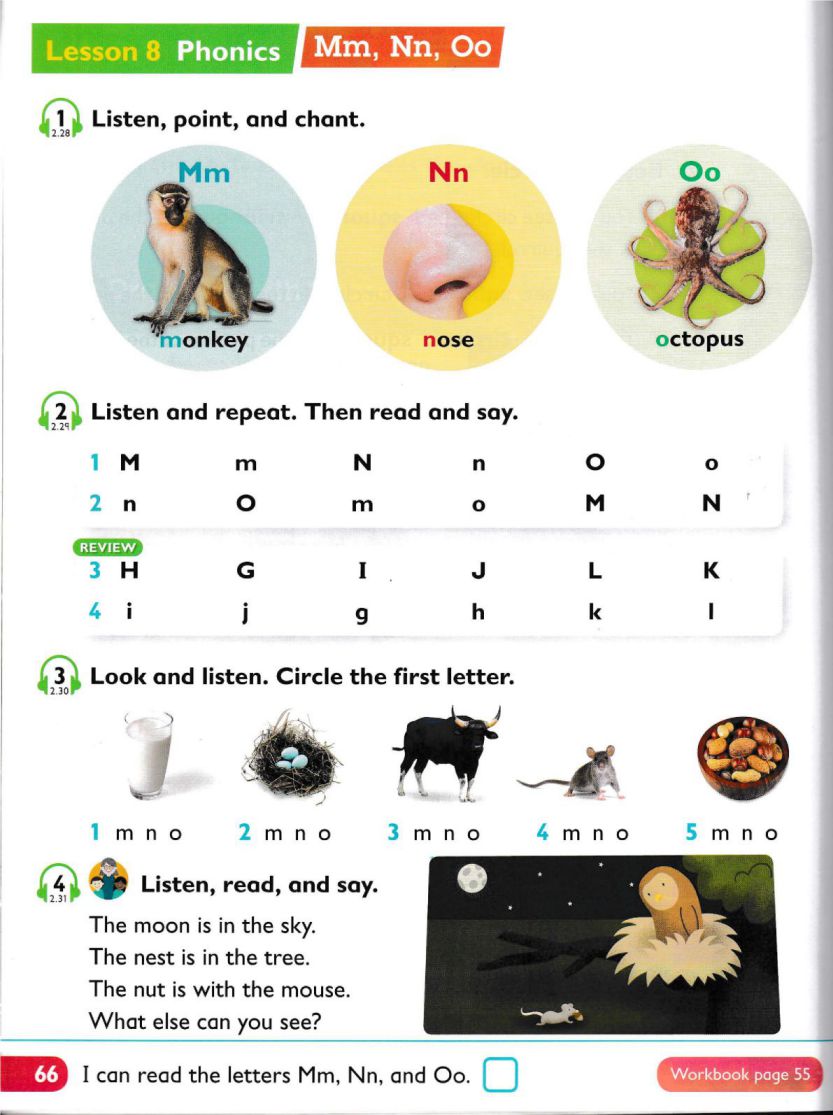 Lesson 8 Phonics Mm, Nn, Oo
1 Listen, point, and chant.
2.28
Mm Nn Oo
monkey nose octopus
2 Listen and repeat. Then read and say.
2.29
1 M m N n O o
2 n O m o M N
REVIEW
3 H G I J L K
4 i j g h k l
3 Look and listen. Circle the first letter.
2.30
1 m n o 2 m n o 3 m n o 4 m n o 5 m n o
4 Listen, read, and say.
2.31
The moon is in the sky.
The nest is in the tree.
The nut is with the mouse.
What else can you see?
66 I can read the letters Mm, Nn, and Oo. Workbook page 55